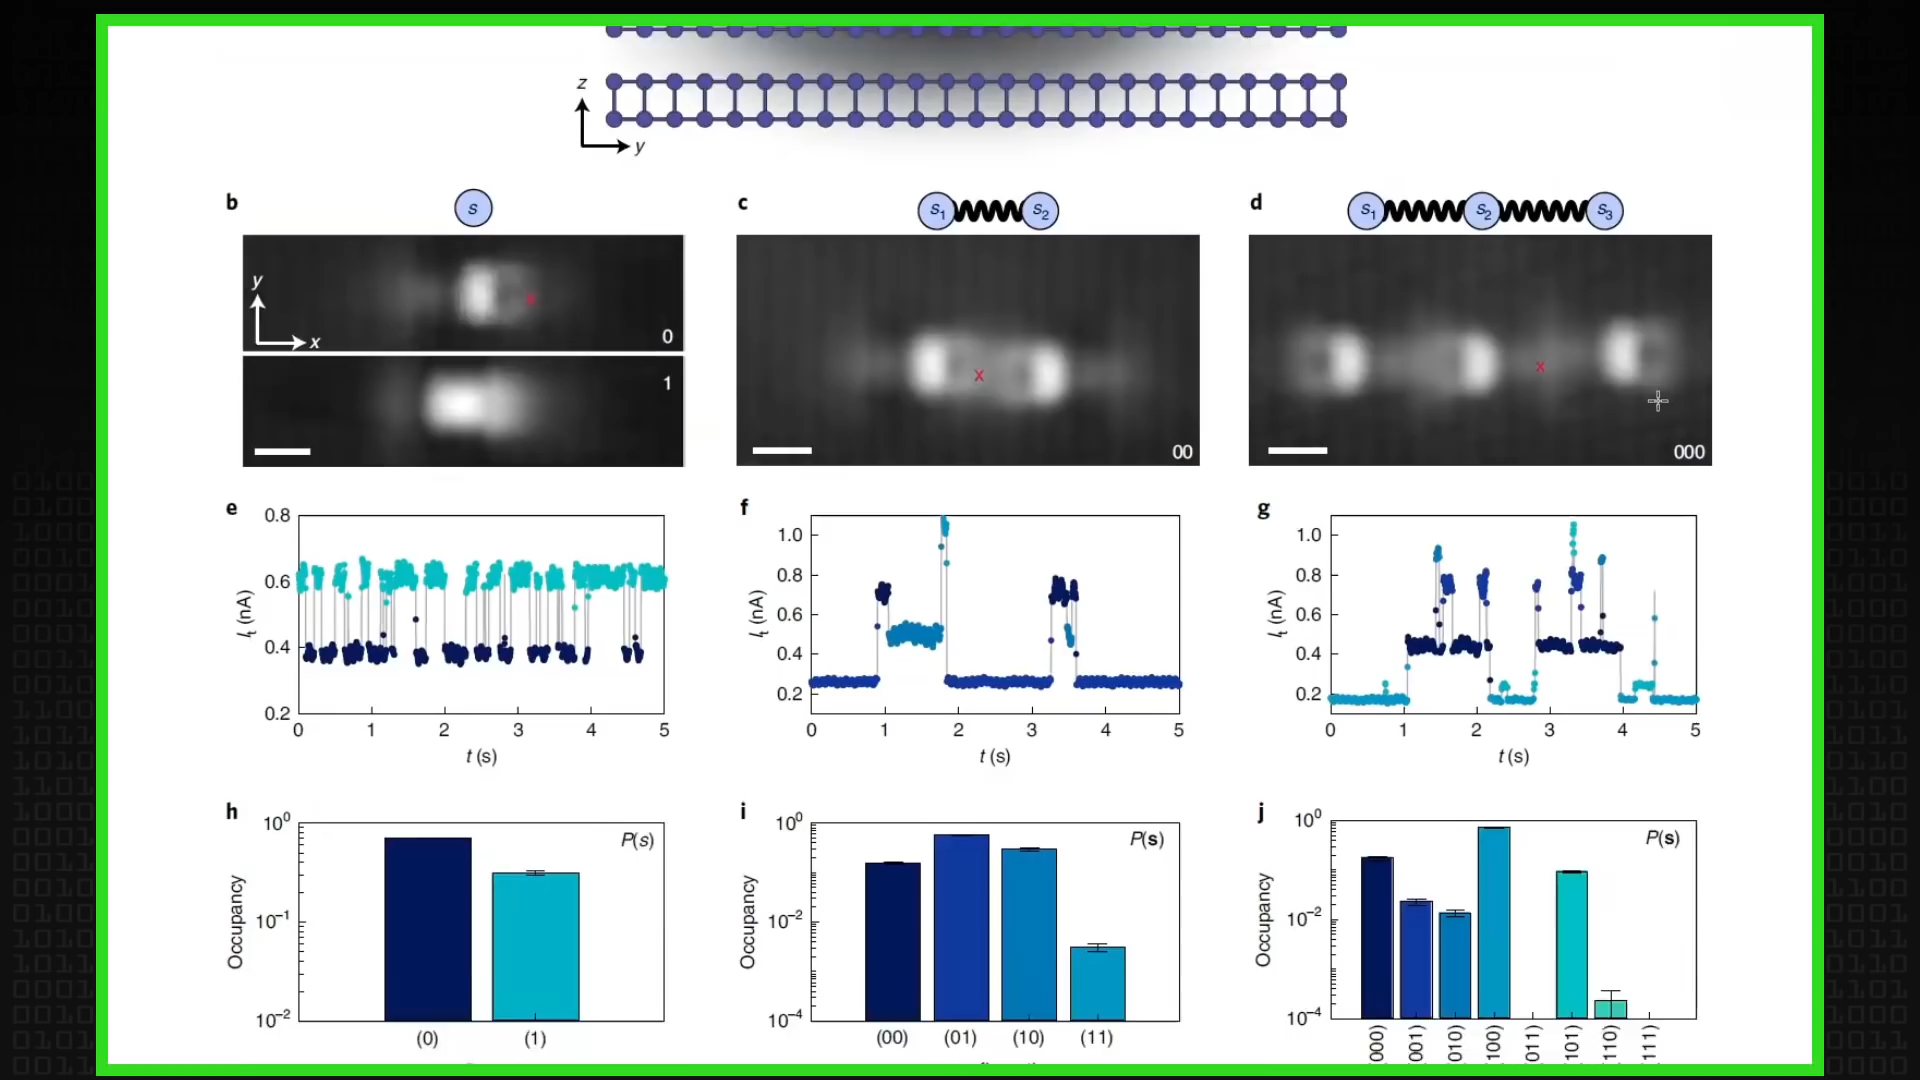 z
y
b
s
c
s1
s2
d
s1
s2
s3
y
x
x
0
1
x
00
x
000
e
0.8
0.6
0.4
0.2
It (nA)
0 1 2 3 4 5
t (s)
f
1.0
0.8
0.6
0.4
0.2
It (nA)
0 1 2 3 4 5
t (s)
g
1.0
0.8
0.6
0.4
0.2
It (nA)
0 1 2 3 4 5
t (s)
h
10^0
10^-1
10^-2
Occupancy
P(s)
(0) (1)
i
10^0
10^-2
10^-4
Occupancy
P(s)
(00) (01) (10) (11)
j
10^0
10^-2
10^-4
Occupancy
P(s)
000) 001) 010) 100) 011) 101) 110) 111)